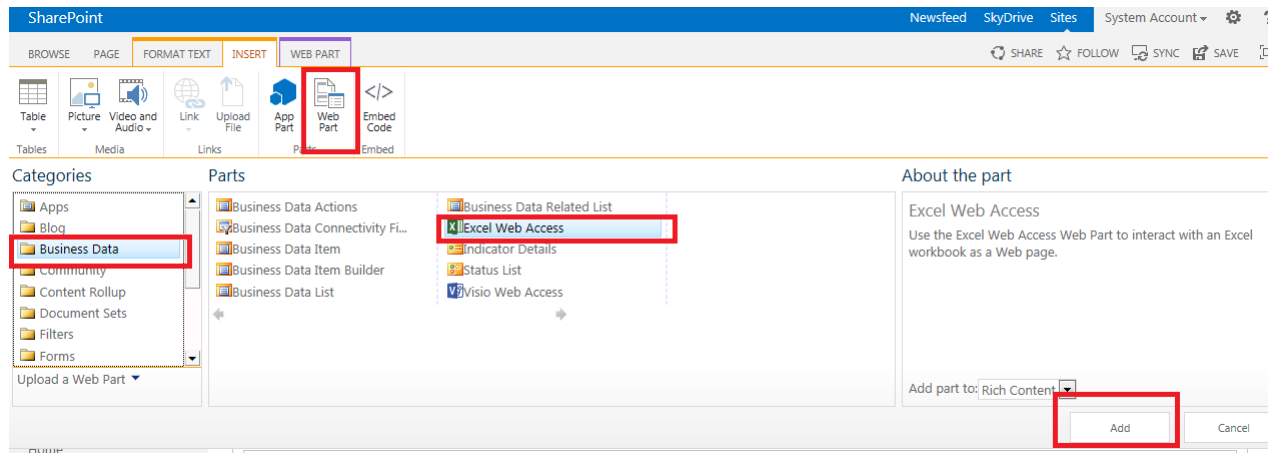 SharePoint Newsfeed SkyDrive Sites System Account ?
BROWSE PAGE FORMAT TEXT INSERT WEB PART SHARE FOLLOW SYNC SAVE
Table Picture Video and Audio Link Upload File App Part Web Part Embed Code
Tables Media Links Parts Embed
Categories Parts About the part
Apps Business Data Actions Business Data Related List Excel Web Access
Blog Business Data Connectivity Fi... Excel Web Access Use the Excel Web Access Web Part to interact with an Excel
Business Data Business Data Item Indicator Details workbook as a Web page.
Community Business Data Item Builder Status List
Content Rollup Business Data List Visio Web Access
Document Sets
Filters
Forms
Upload a Web Part Add part to: Rich Content
Add Cancel
Home